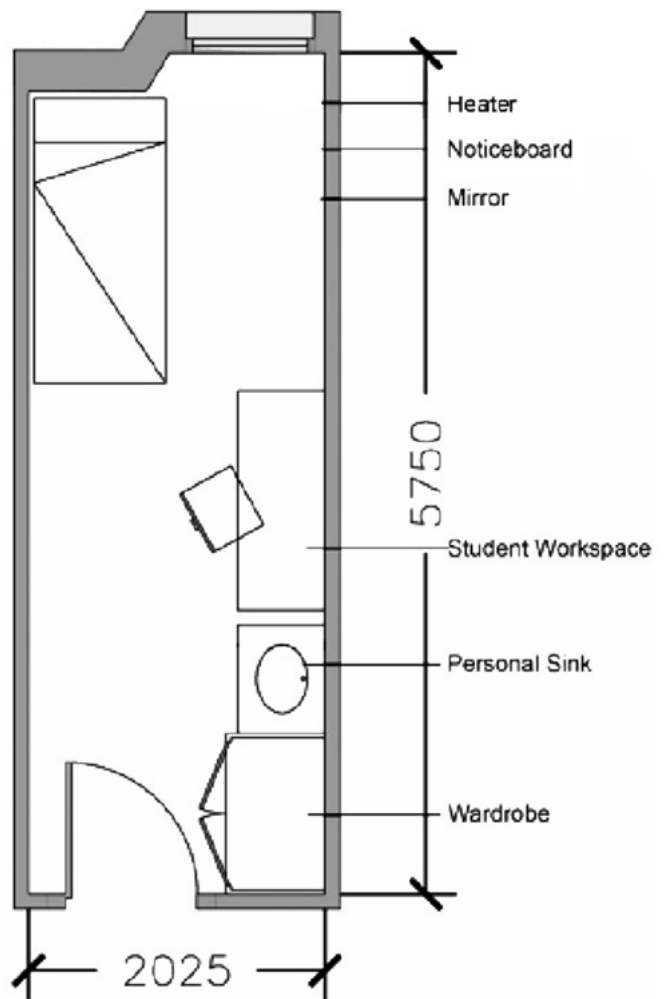 Heater
Noticeboard
Mirror
5750
Student Workspace
Personal Sink
Wardrobe
2025